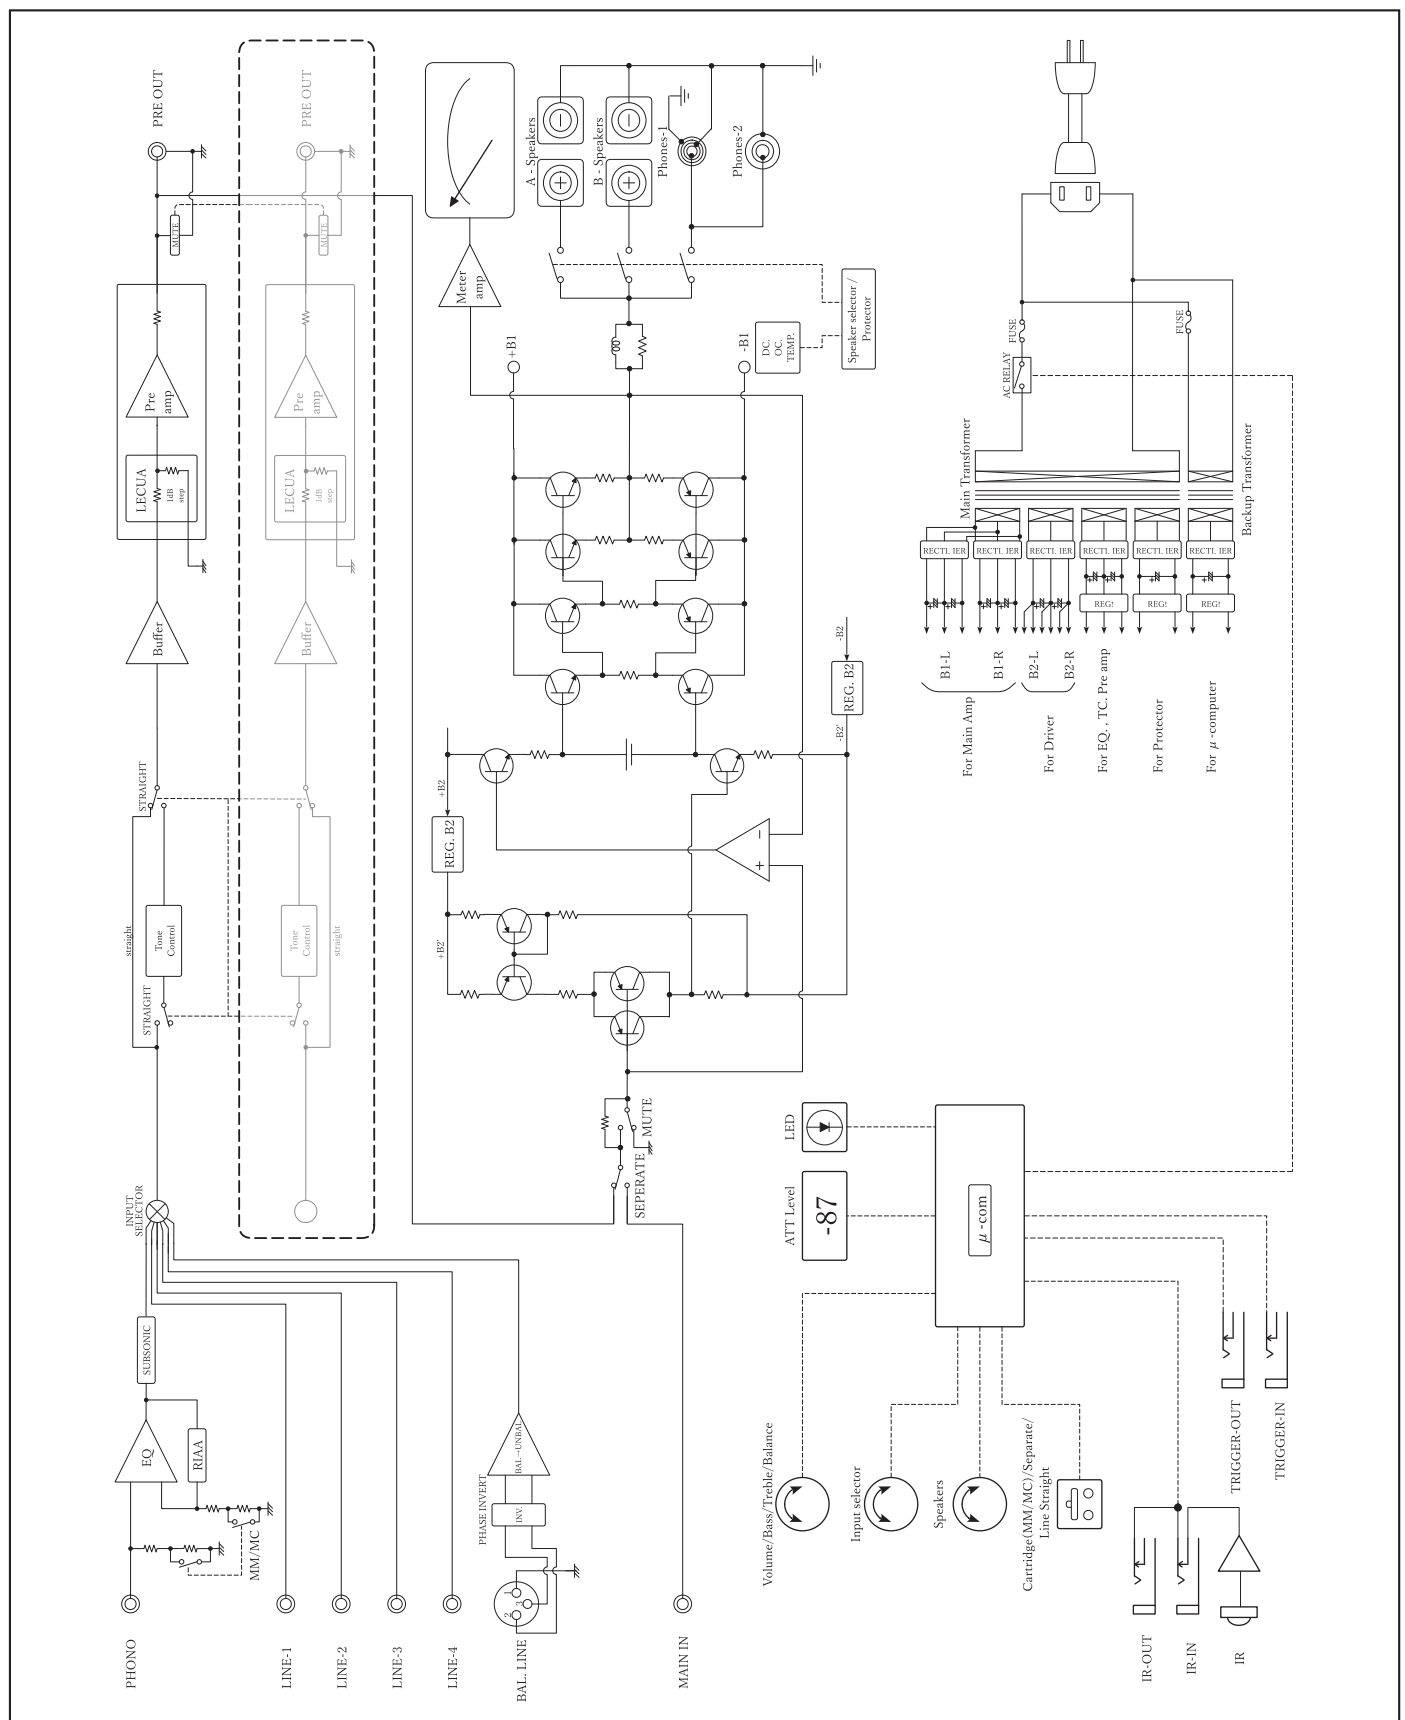 PHONO
LINE-1
LINE-2
LINE-3
LINE-4
BAL. LINE
MAIN IN
MM/MC
EQ
RIAA
SUBSONIC
PHASE INVERT
INV.
BAL→UNBAL
1
2
3
INPUT
SELECTOR
STRAIGHT
straight
Tone
Control
STRAIGHT
Buffer
LECUA
1dB
step
Pre
amp
MUTE
PRE OUT
Tone
Control
straight
Buffer
LECUA
1dB
step
Pre
amp
MUTE
PRE OUT
SEPERATE
MUTE
+B2'
REG. B2
+B2
+
−
-B2'
REG. B2
-B2
+B1
-B1
Meter
amp
DC.
OC.
TEMP.
Speaker selector /
Protector
A - Speakers
B - Speakers
+
−
+
−
Phones-1
Phones-2
FUSE
AC RELAY
FUSE
Main Transformer
Backup Transformer
RECTI. IER
RECTI. IER
RECTI. IER
RECTI. IER
RECTI. IER
RECTI. IER
+
+
+
+
+
+
+
+
+
+
REG!
REG!
REG!
B1-L
B1-R
B2-L
B2-R
For Main Amp
For Driver
For EQ. , TC. Pre amp
For Protector
For μ -computer
LED
ATT Level
-87
μ -com
Volume/Bass/Treble/Balance
Input selector
Speakers
Cartridge(MM/MC)/Separate/
Line Straight
TRIGGER-OUT
TRIGGER-IN
IR-OUT
IR-IN
IR